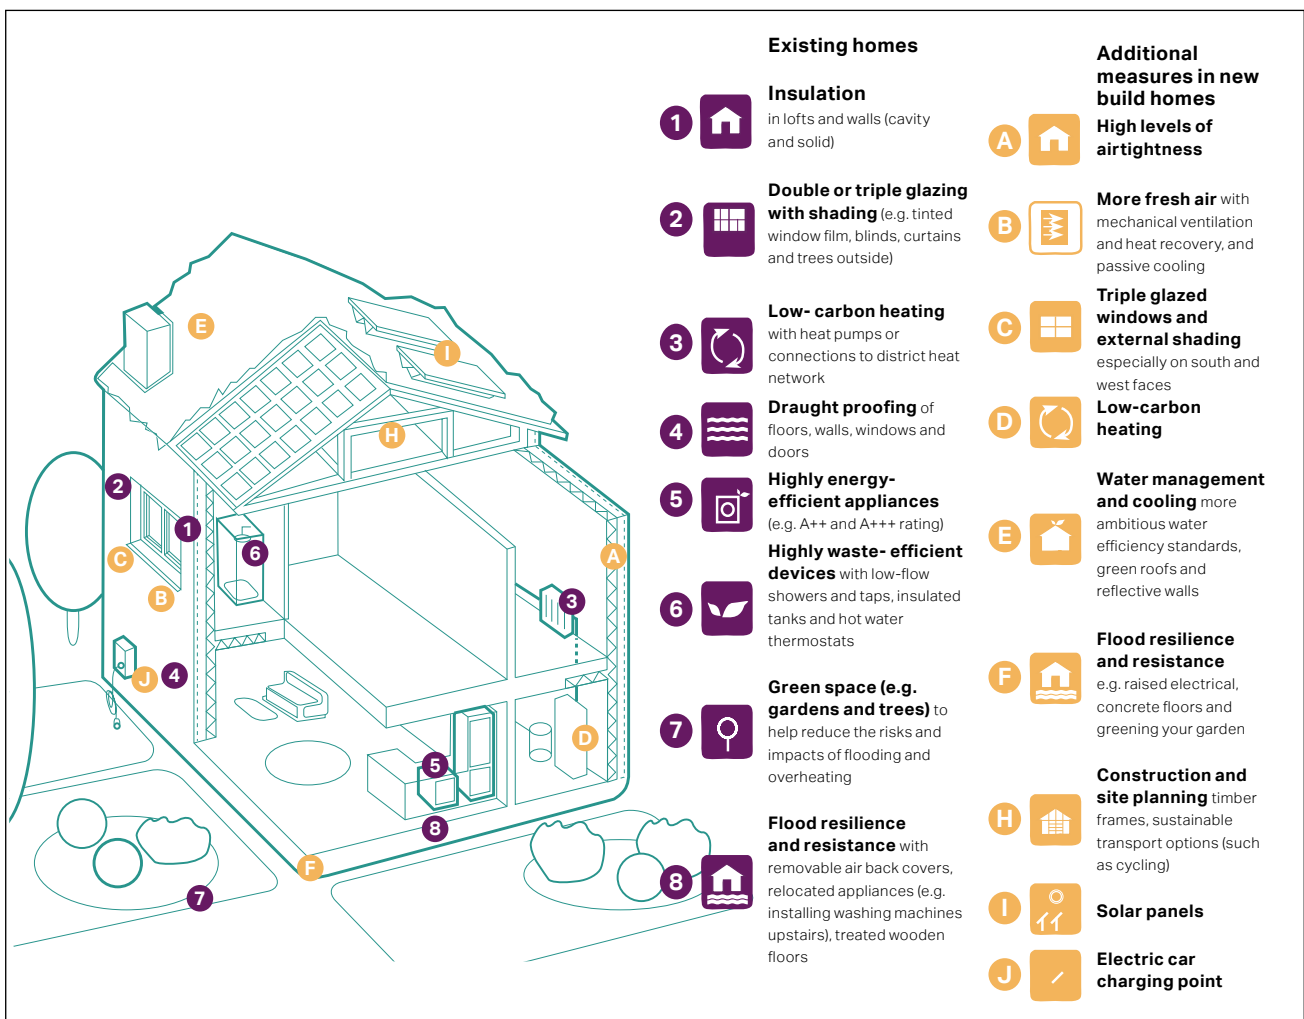 Existing homes
1
Insulation
in lofts and walls (cavity
and solid)
2
Double or triple glazing
with shading (e.g. tinted
window film, blinds, curtains
and trees outside)
3
Low- carbon heating
with heat pumps or
connections to district heat
network
4
Draught proofing of
floors, walls, windows and
doors
5
Highly energy-
efficient appliances
(e.g. A++ and A+++ rating)
6
Highly waste- efficient
devices with low-flow
showers and taps, insulated
tanks and hot water
thermostats
7
Green space (e.g.
gardens and trees) to
help reduce the risks and
impacts of flooding and
overheating
8
Flood resilience
and resistance with
removable air back covers,
relocated appliances (e.g.
installing washing machines
upstairs), treated wooden
floors
Additional
measures in new
build homes
A
High levels of
airtightness
B
More fresh air with
mechanical ventilation
and heat recovery, and
passive cooling
C
Triple glazed
windows and
external shading
especially on south and
west faces
D
Low-carbon
heating
E
Water management
and cooling more
ambitious water
efficiency standards,
green roofs and
reflective walls
F
Flood resilience
and resistance
e.g. raised electrical,
concrete floors and
greening your garden
H
Construction and
site planning timber
frames, sustainable
transport options (such
as cycling)
I
Solar panels
J
Electric car
charging point
E
I
H
2
1
6
A
C
B
3
J
4
D
5
8
F
7